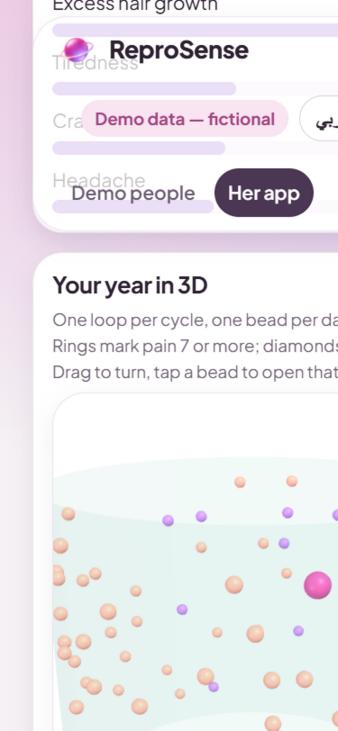 Excess hair growth
ReproSense
Tiredness
Cra
Demo data — fictional
Headache
Demo people
Her app
Your year in 3D
One loop per cycle, one bead per da
Rings mark pain 7 or more; diamonds
Drag to turn, tap a bead to open that